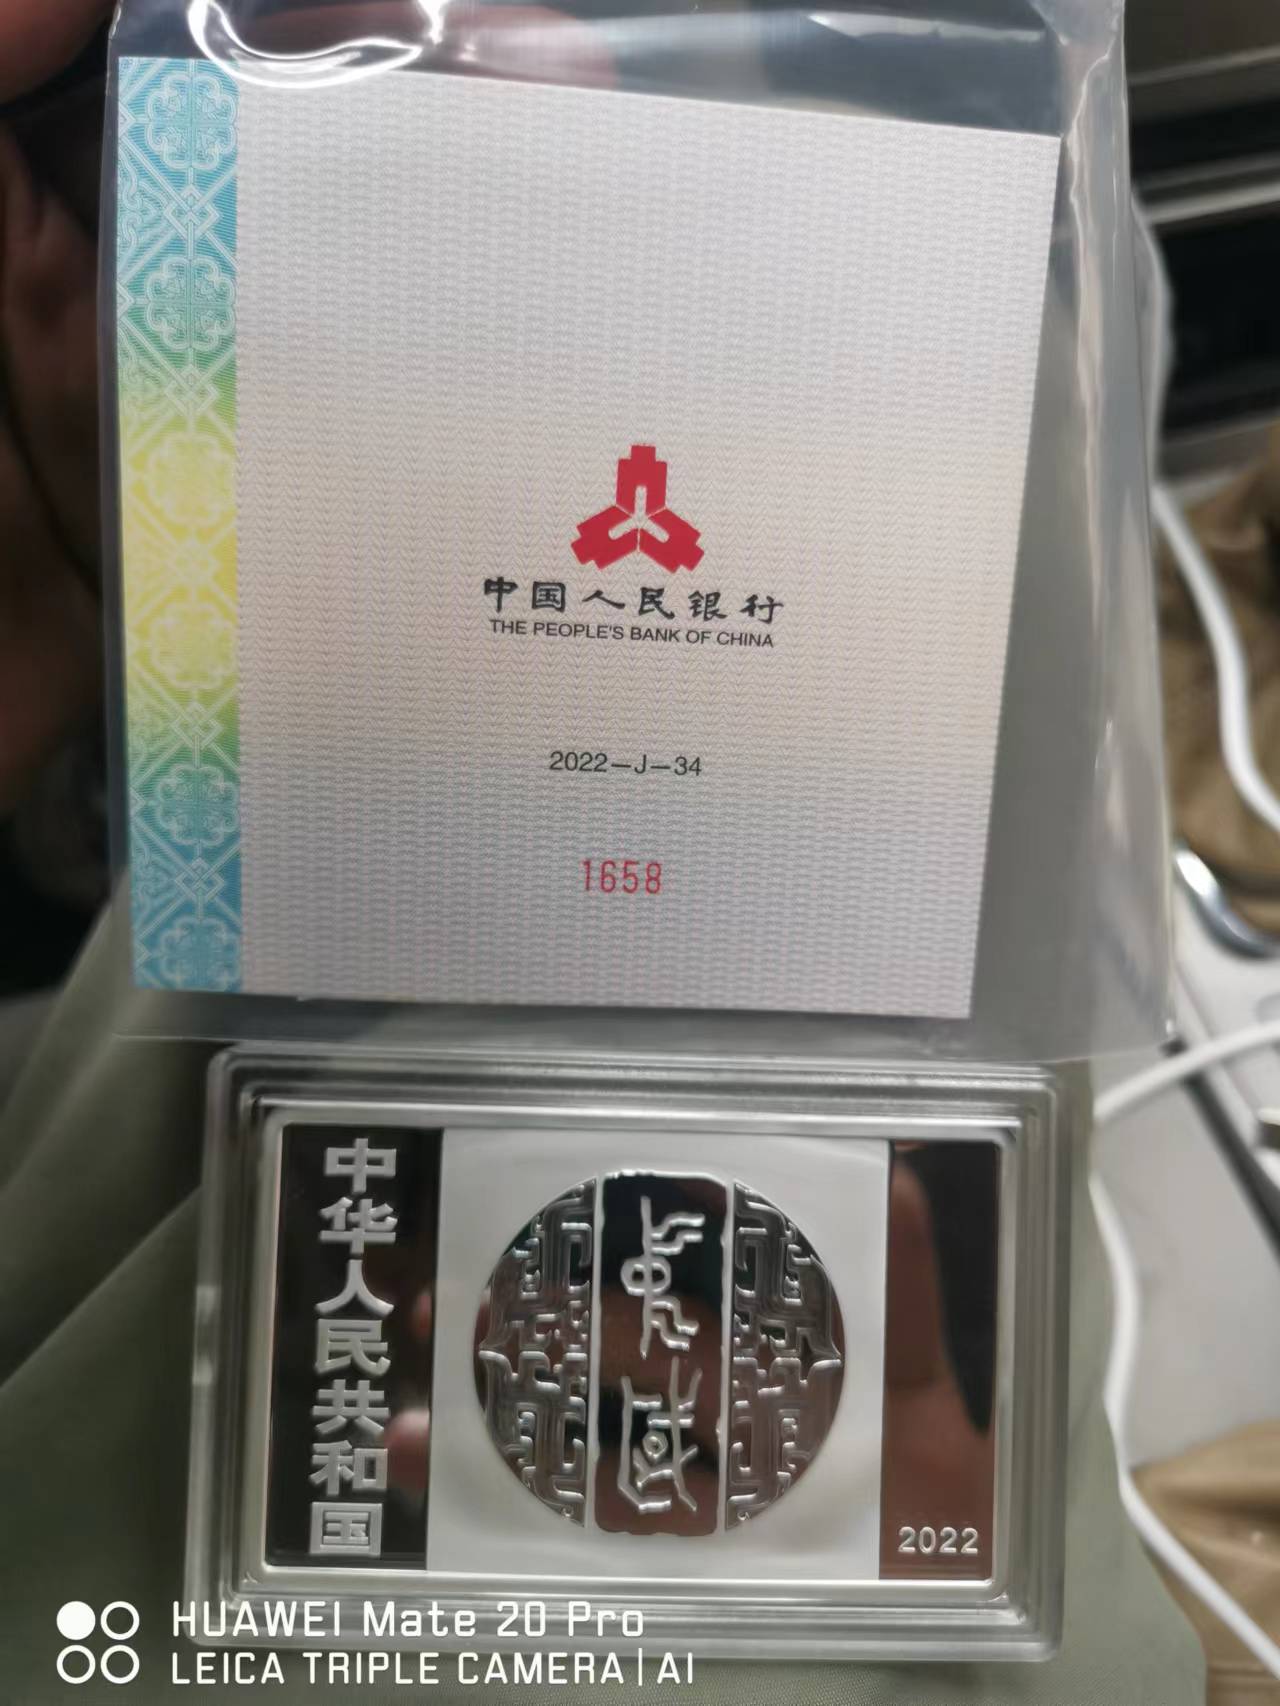 中国人民银行
THE PEOPLE'S BANK OF CHINA
2022—J—34
1658
中华人民共和国
2022
HUAWEI Mate 20 Pro
LEICA TRIPLE CAMERA | AI